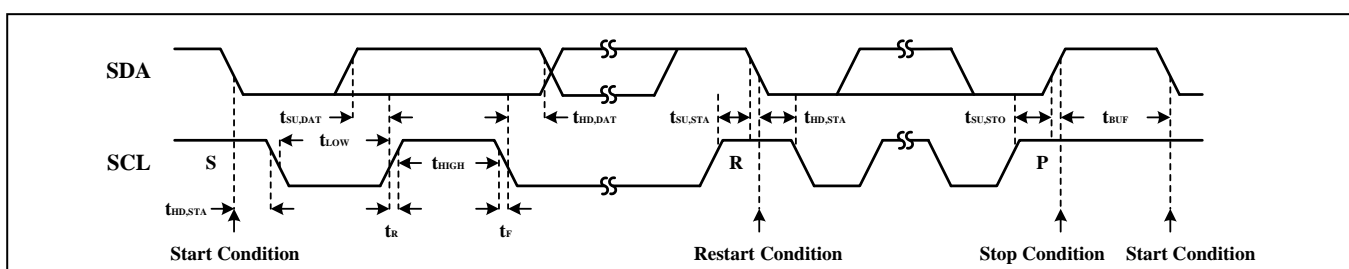 SDA
tSU,DAT
tHD,DAT
tSU,STA
tHD,STA
tSU,STO
tBUF
tLOW
SCL
S
tHIGH
R
P
tHD,STA
tR
tF
Start Condition
Restart Condition
Stop Condition
Start Condition